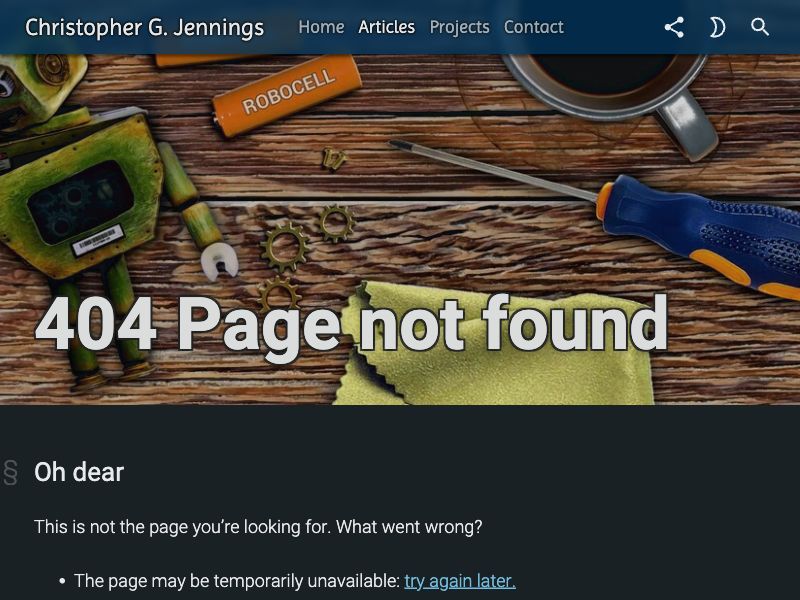 Christopher G. Jennings Home Articles Projects Contact
ROBOCELL
404 Page not found
§ Oh dear
This is not the page you’re looking for. What went wrong?
• The page may be temporarily unavailable: try again later.